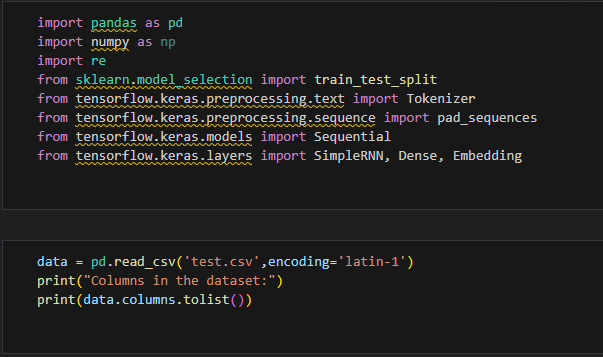 import pandas as pd
import numpy as np
import re
from sklearn.model_selection import train_test_split
from tensorflow.keras.preprocessing.text import Tokenizer
from tensorflow.keras.preprocessing.sequence import pad_sequences
from tensorflow.keras.models import Sequential
from tensorflow.keras.layers import SimpleRNN, Dense, Embedding
data = pd.read_csv('test.csv',encoding='latin-1')
print("Columns in the dataset:")
print(data.columns.tolist())